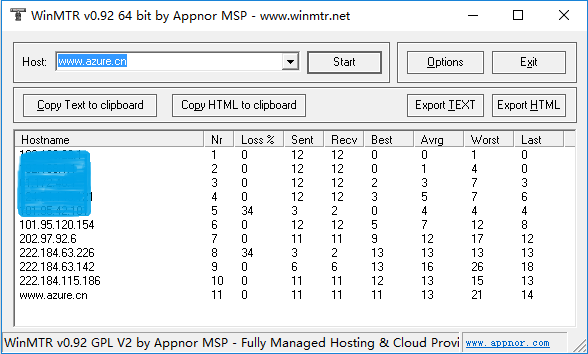 WinMTR v0.92 64 bit by Appnor MSP - www.winmtr.net
Host: www.azure.cn Start Options Exit
Copy Text to clipboard Copy HTML to clipboard Export TEXT Export HTML
Hostname Nr Loss % Sent Recv Best Avrg Worst Last
1 0 12 12 0 0 1 0
2 0 12 12 0 1 4 0
3 0 12 12 2 3 7 3
4 0 12 12 3 5 7 6
5 34 3 2 0 4 4 4
101.95.120.154 6 0 12 12 5 7 12 8
202.97.92.6 7 0 11 11 9 12 17 12
222.184.63.226 8 34 3 2 13 13 13 13
222.184.63.142 9 0 6 6 13 16 26 18
222.184.115.186 10 0 11 11 12 13 15 13
www.azure.cn 11 0 11 11 11 13 21 14
WinMTR v0.92 GPL V2 by Appnor MSP - Fully Managed Hosting & Cloud Provi www.appnor.com